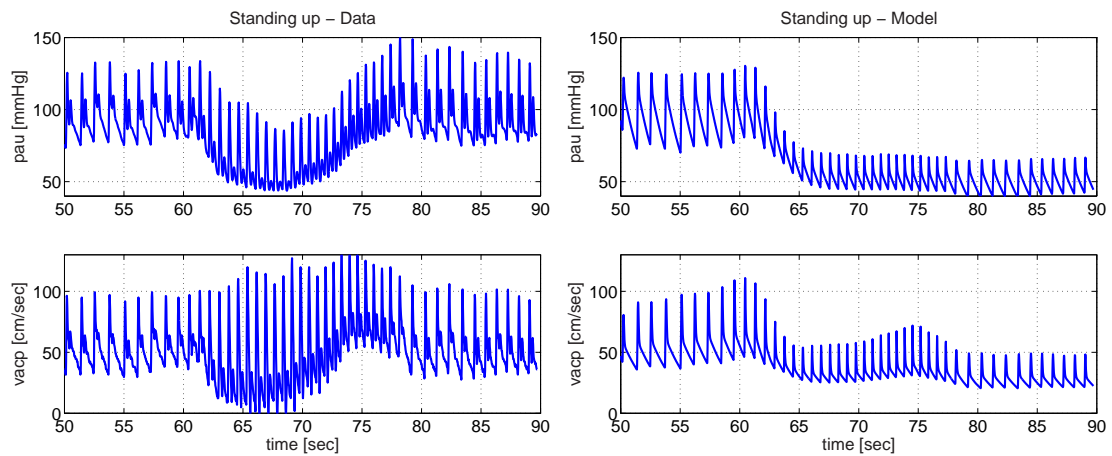 Standing up – Data
150
100
50
pau [mmHg]
50 55 60 65 70 75 80 85 90
100
50
0
vacp [cm/sec]
50 55 60 65 70 75 80 85 90
time [sec]
Standing up – Model
150
100
50
pau [mmHg]
50 55 60 65 70 75 80 85 90
100
50
0
vacp [cm/sec]
50 55 60 65 70 75 80 85 90
time [sec]